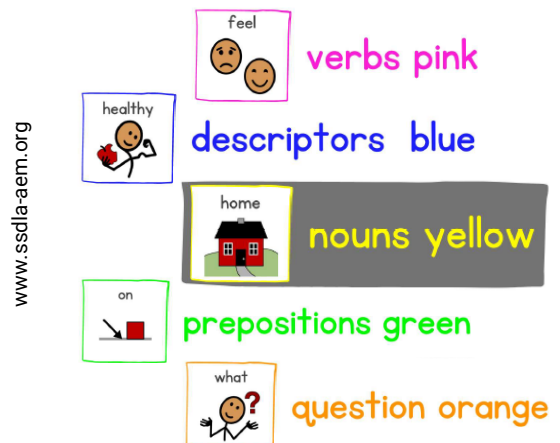 feel
verbs pink
healthy
descriptors blue
home
nouns yellow
on
prepositions green
what
?
question orange
www.ssdla-aem.org